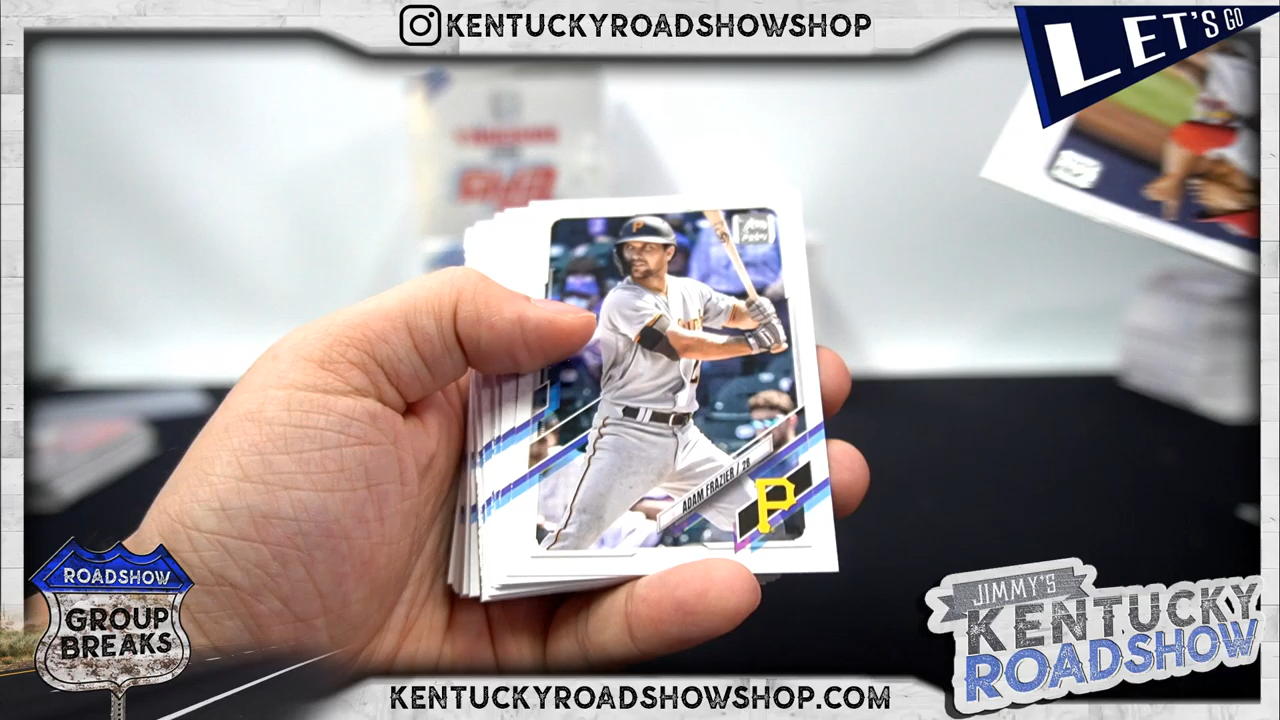 KENTUCKYROADSHOWSHOP
LET'S GO
P
ADAM FRAZIER / 2B
P
ROADSHOW
GROUP
BREAKS
JIMMY'S
KENTUCKY
ROADSHOW
KENTUCKYROADSHOWSHOP.COM